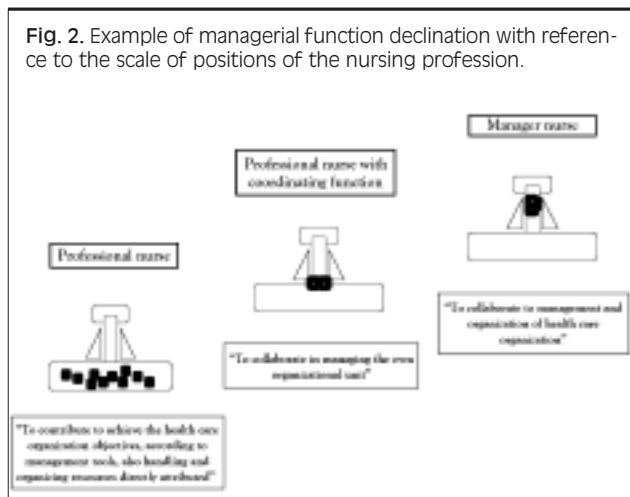 Fig. 2. Example of managerial function declination with referen-
ce to the scale of positions of the nursing profession.
Manager nurse
Professional nurse with
coordinating function
Professional nurse
"To collaborate to management and
organization of health care
organization"
"To collaborate in managing the own
organizational unit"
"To contribute to achieve the health care
organization objectives, according to
management tools, also handling and
organizing resources directly attributed"